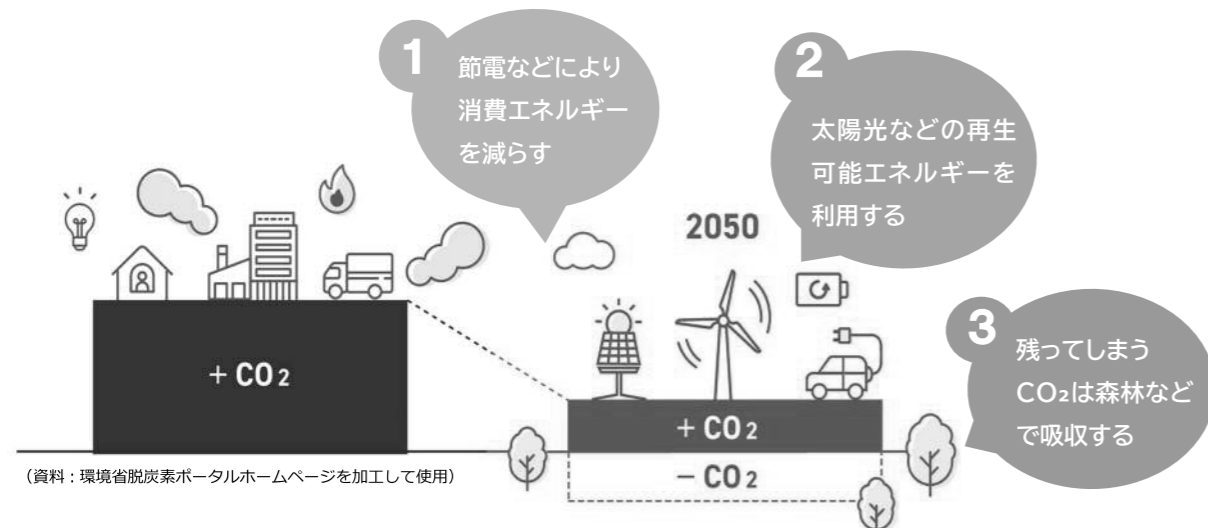 1
節電などにより
消費エネルギー
を減らす
2
太陽光などの再生
可能エネルギーを
利用する
2050
3
残ってしまう
CO₂は森林など
で吸収する
+ CO₂
+ CO₂
− CO₂
(資料:環境省脱炭素ポータルホームページを加工して使用)